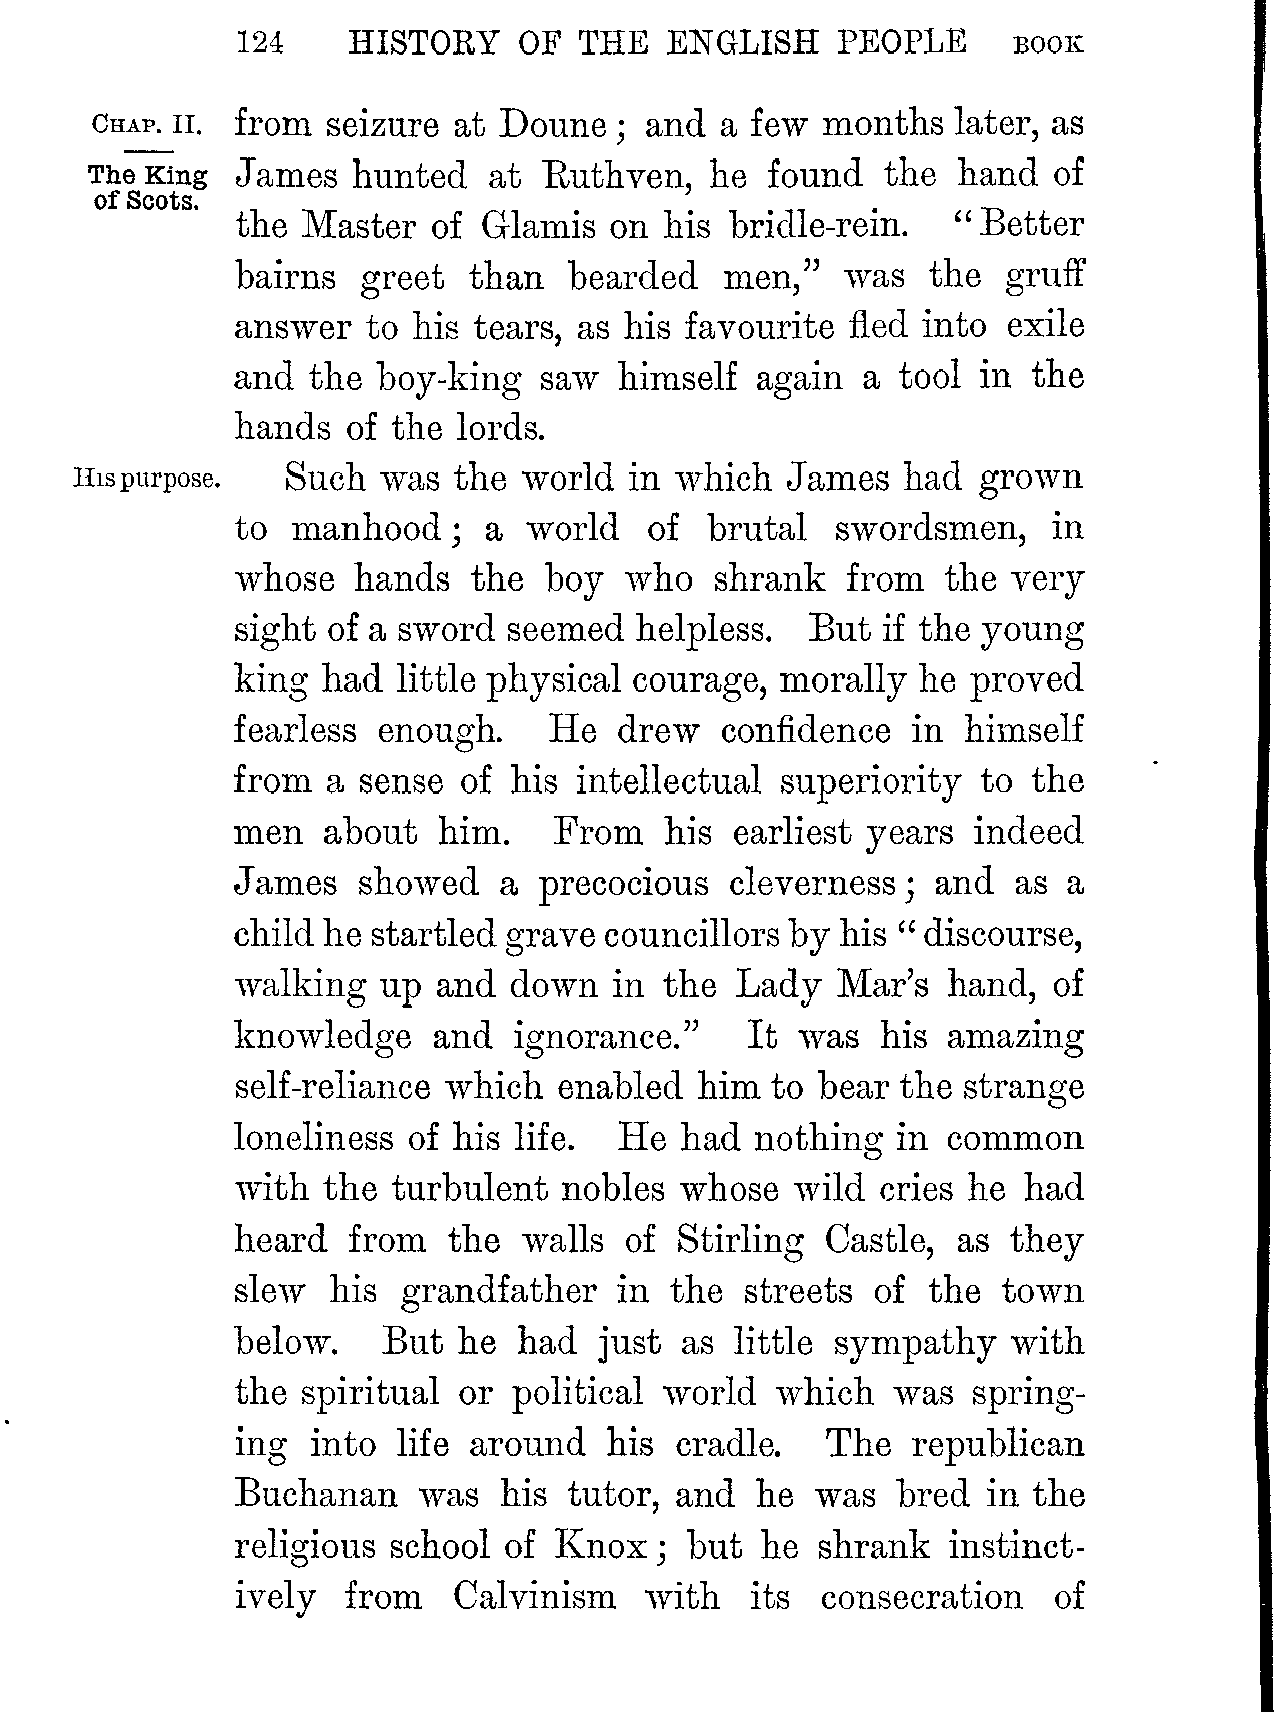 124 HISTORY OF THE ENGLISH PEOPLE BOOK
CHAP. II.
The King
of Scots.
from seizure at Doune ; and a few months later, as
James hunted at Ruthven, he found the hand of
the Master of Glamis on his bridle-rein. “ Better
bairns greet than bearded men,” was the gruff
answer to his tears, as his favourite fled into exile
and the boy-king saw himself again a tool in the
hands of the lords.
His purpose.
Such was the world in which James had grown
to manhood ; a world of brutal swordsmen, in
whose hands the boy who shrank from the very
sight of a sword seemed helpless. But if the young
king had little physical courage, morally he proved
fearless enough. He drew confidence in himself
from a sense of his intellectual superiority to the
men about him. From his earliest years indeed
James showed a precocious cleverness ; and as a
child he startled grave councillors by his “ discourse,
walking up and down in the Lady Mar’s hand, of
knowledge and ignorance.” It was his amazing
self-reliance which enabled him to bear the strange
loneliness of his life. He had nothing in common
with the turbulent nobles whose wild cries he had
heard from the walls of Stirling Castle, as they
slew his grandfather in the streets of the town
below. But he had just as little sympathy with
the spiritual or political world which was spring-
ing into life around his cradle. The republican
Buchanan was his tutor, and he was bred in the
religious school of Knox ; but he shrank instinct-
ively from Calvinism with its consecration of